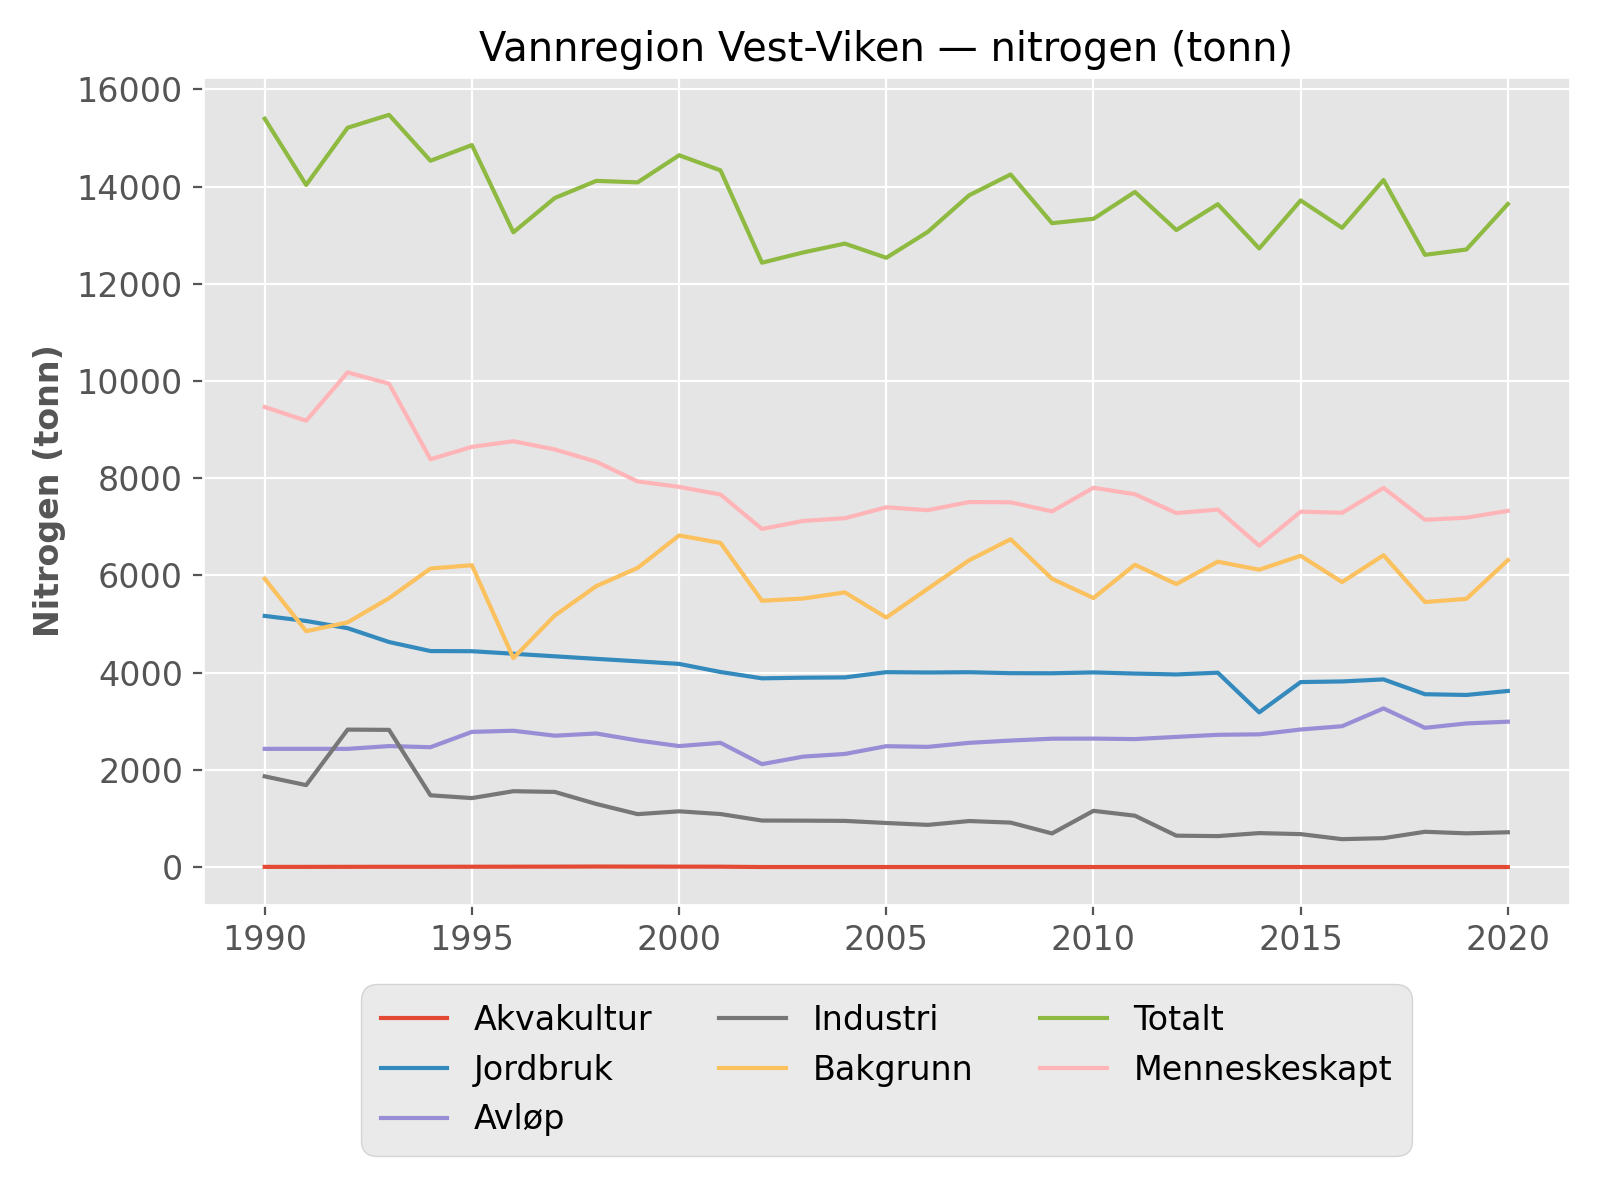 Vannregion Vest-Viken — nitrogen (tonn)
Nitrogen (tonn)
16000
14000
12000
10000
8000
6000
4000
2000
0
1990 1995 2000 2005 2010 2015 2020
Akvakultur Industri Totalt
Jordbruk Bakgrunn Menneskeskapt
Avløp